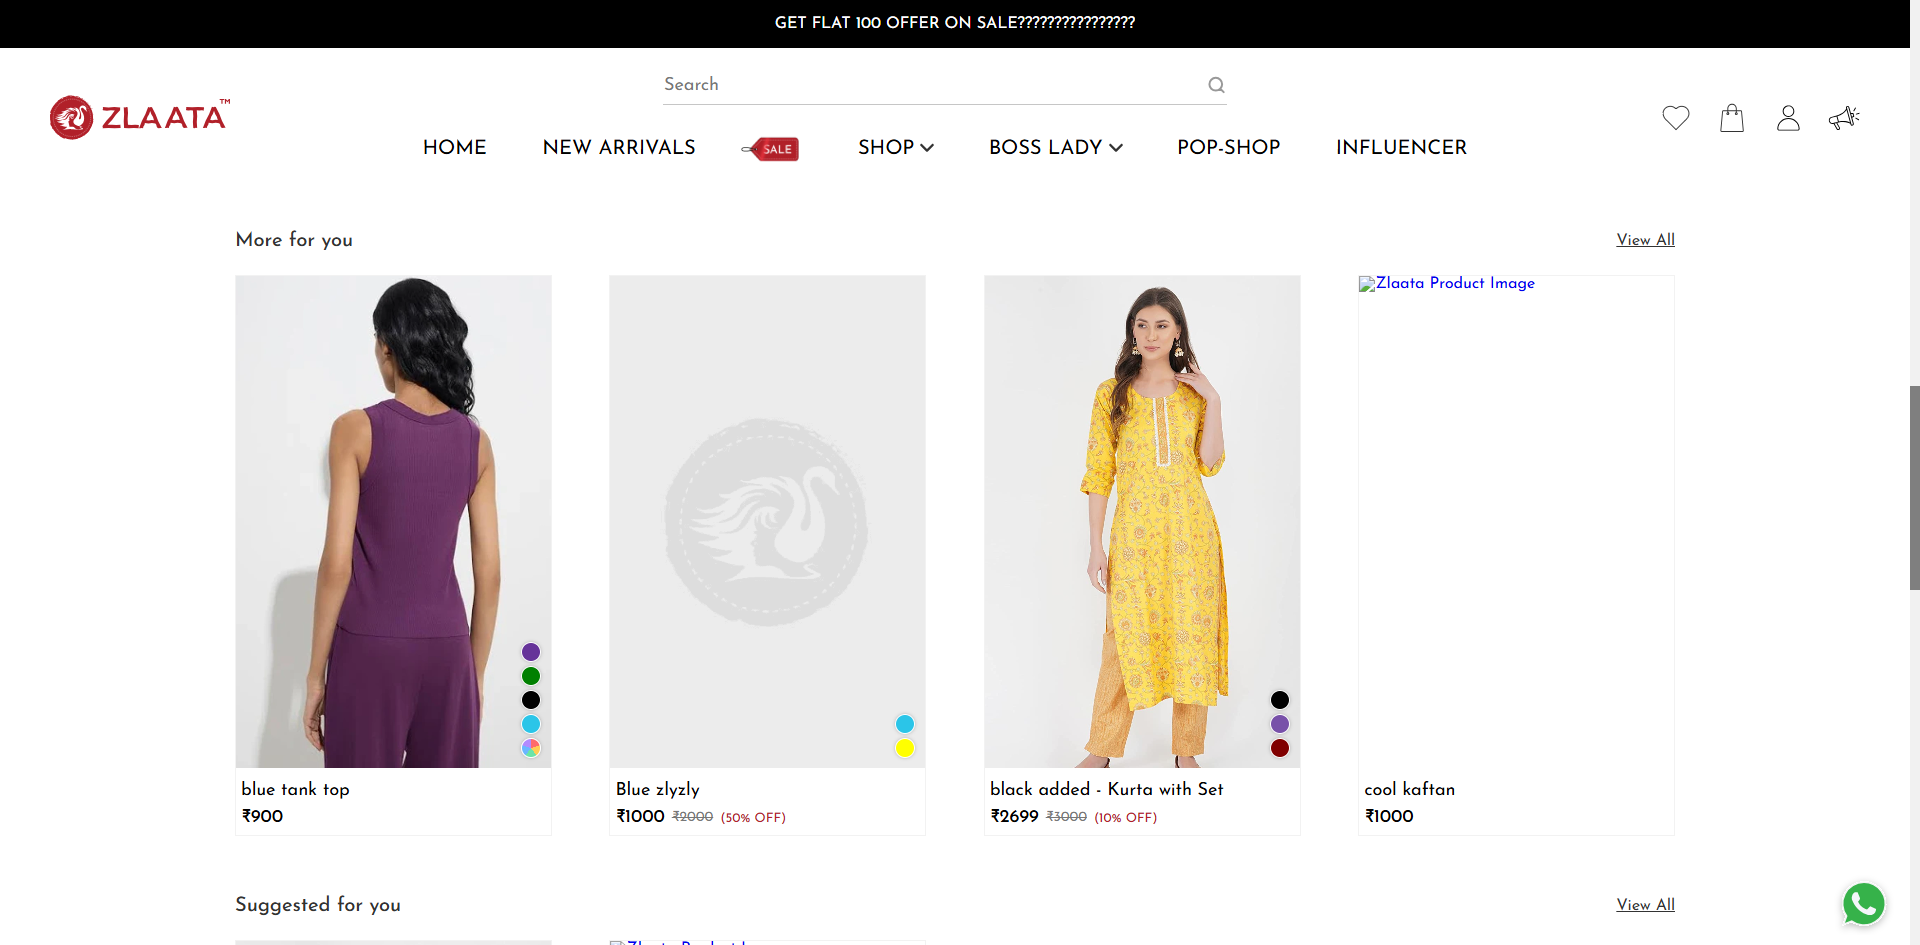 GET FLAT 100 OFFER ON SALE????????????????
Search
ZLAATA™
HOME
NEW ARRIVALS
SALE
SHOP
BOSS LADY
POP-SHOP
INFLUENCER
More for you
View All
Zlaata Product Image
blue tank top
₹900
Blue zlyzly
₹1000 ₹2000 (50% OFF)
black added - Kurta with Set
₹2699 ₹3000 (10% OFF)
cool kaftan
₹1000
Suggested for you
View All